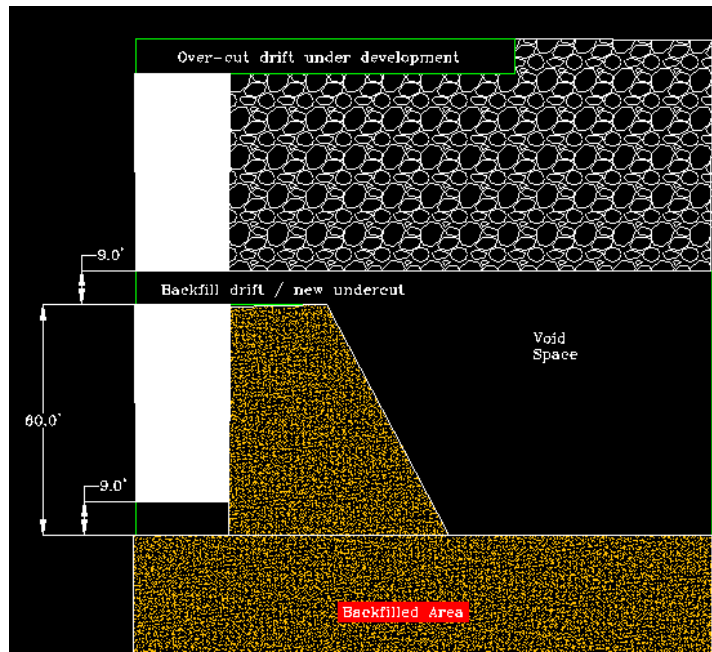 Over-cut drift under development
9.0'
Backfill drift / new undercut
Void
Space
60.0'
9.0'
Backfilled Area